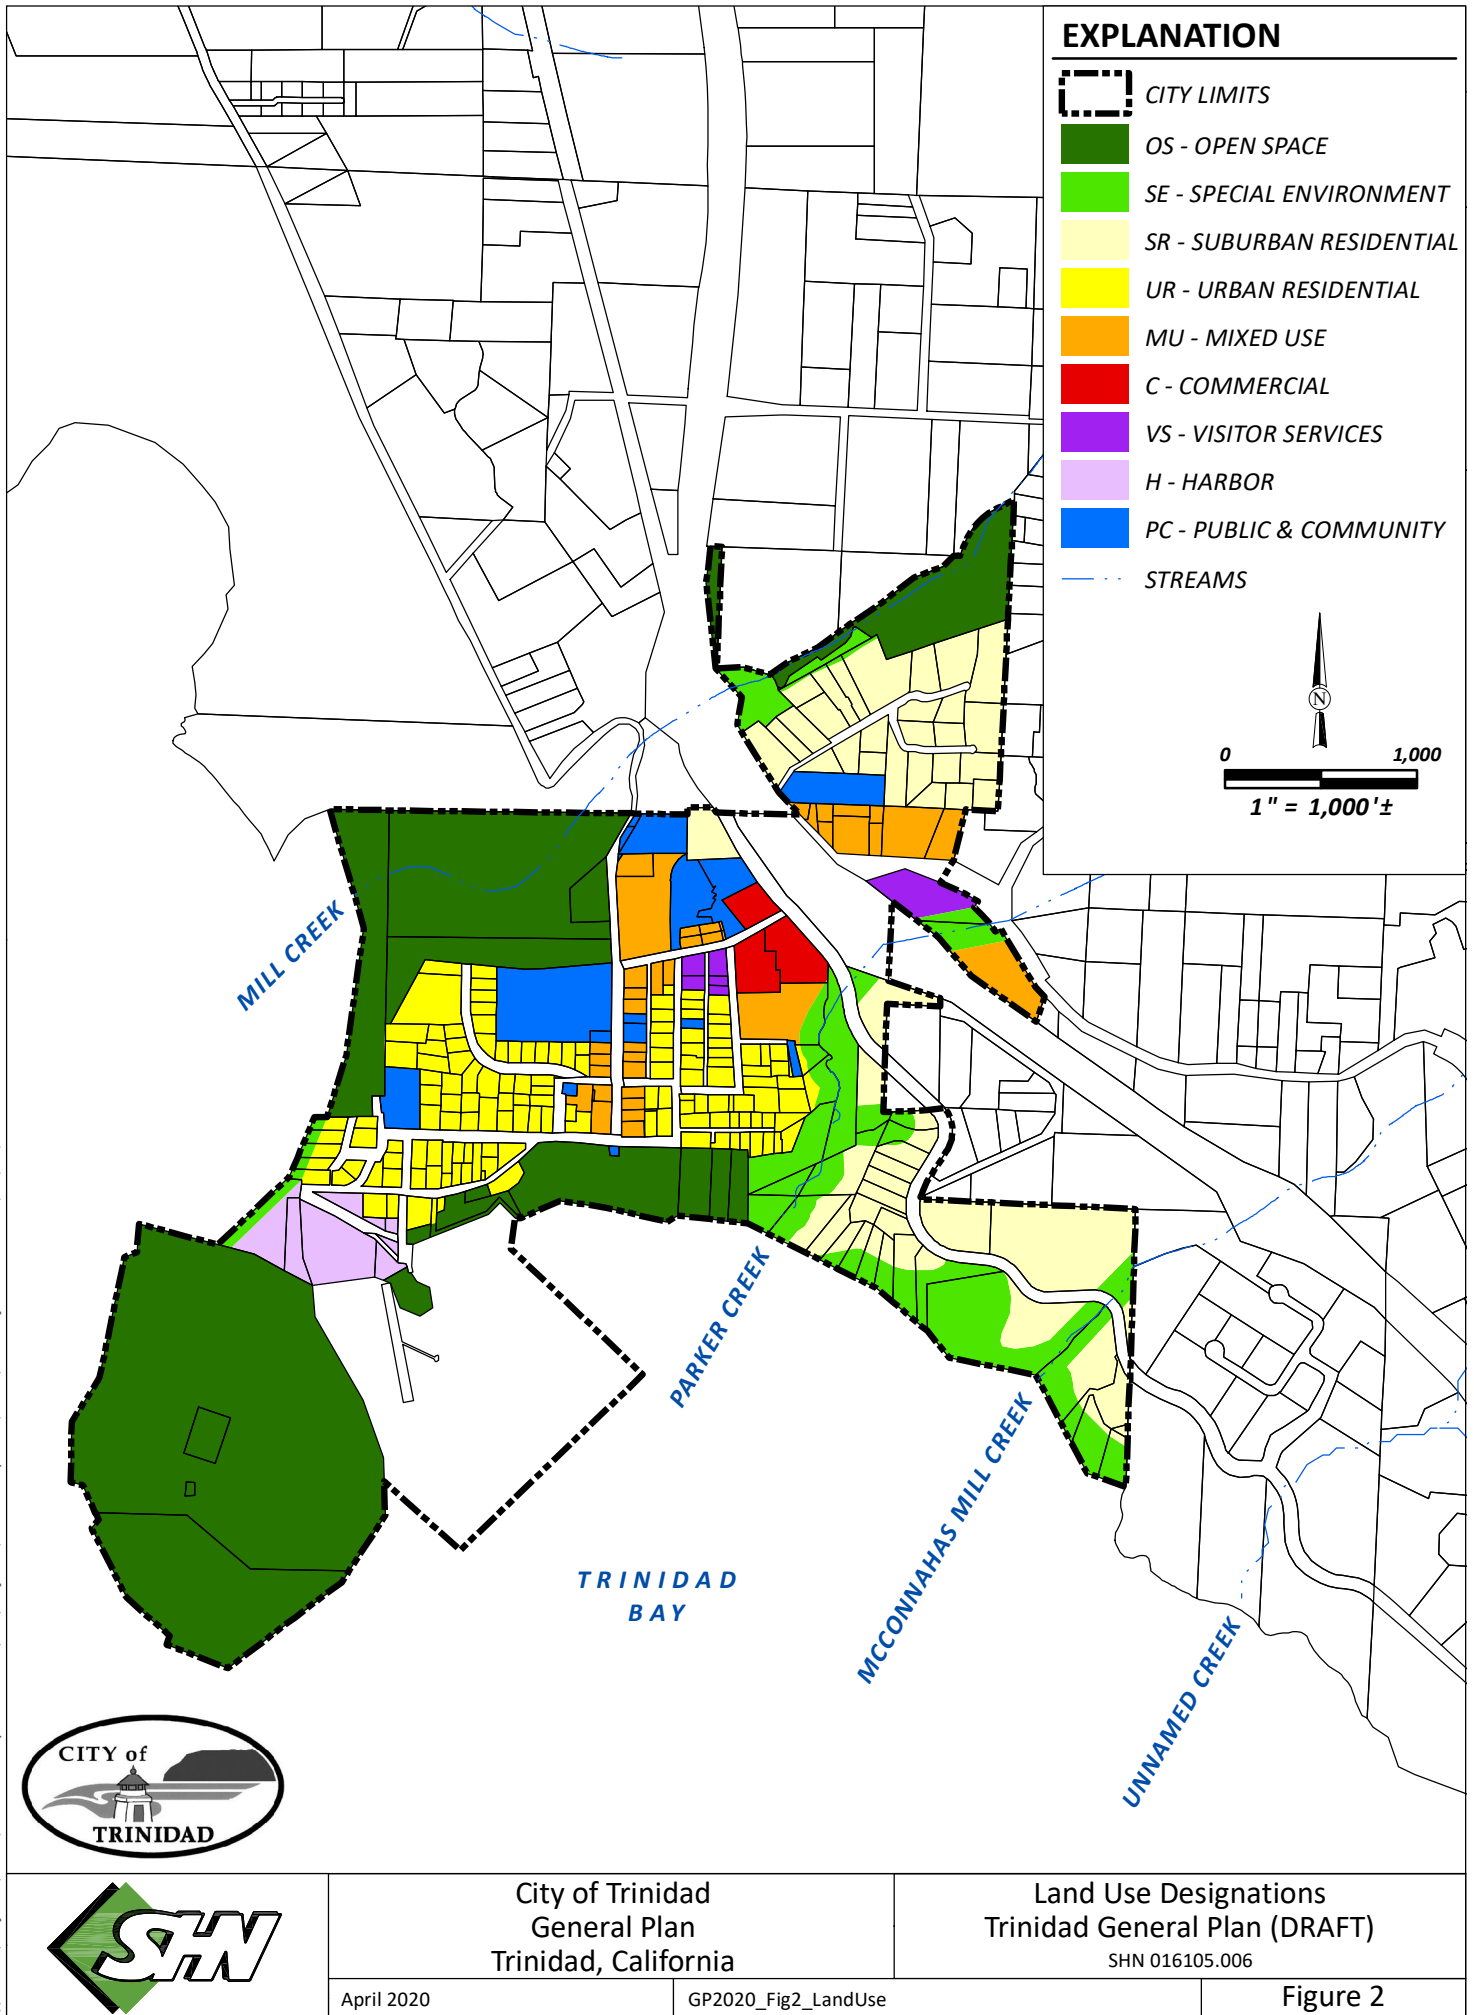 EXPLANATION
CITY LIMITS
OS - OPEN SPACE
SE - SPECIAL ENVIRONMENT
SR - SUBURBAN RESIDENTIAL
UR - URBAN RESIDENTIAL
MU - MIXED USE
C - COMMERCIAL
VS - VISITOR SERVICES
H - HARBOR
PC - PUBLIC & COMMUNITY
STREAMS
N
0 1,000
1" = 1,000'±
MILL CREEK
PARKER CREEK
MCCONNAHAS MILL CREEK
UNNAMED CREEK
TRINIDAD
BAY
CITY of
TRINIDAD
SHN
City of Trinidad
General Plan
Trinidad, California
Land Use Designations
Trinidad General Plan (DRAFT)
SHN 016105.006
April 2020
GP2020_Fig2_LandUse
Figure 2